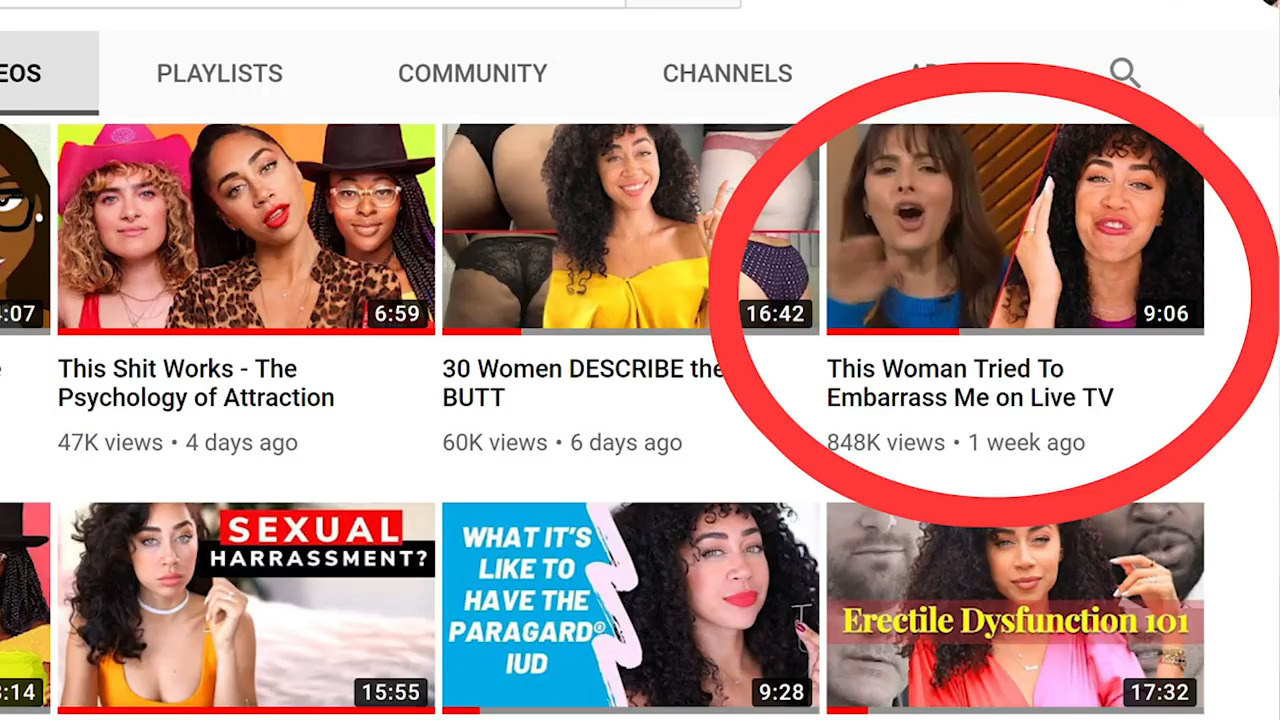 EOS PLAYLISTS COMMUNITY CHANNELS
:07
6:59
16:42
9:06
This Shit Works - The
Psychology of Attraction
47K views • 4 days ago
30 Women DESCRIBE the
BUTT
60K views • 6 days ago
This Woman Tried To
Embarrass Me on Live TV
848K views • 1 week ago
:14
SEXUAL
HARRASSMENT?
15:55
WHAT IT'S
LIKE TO
HAVE THE
PARAGARD®
IUD
9:28
Erectile Dysfunction 101
17:32